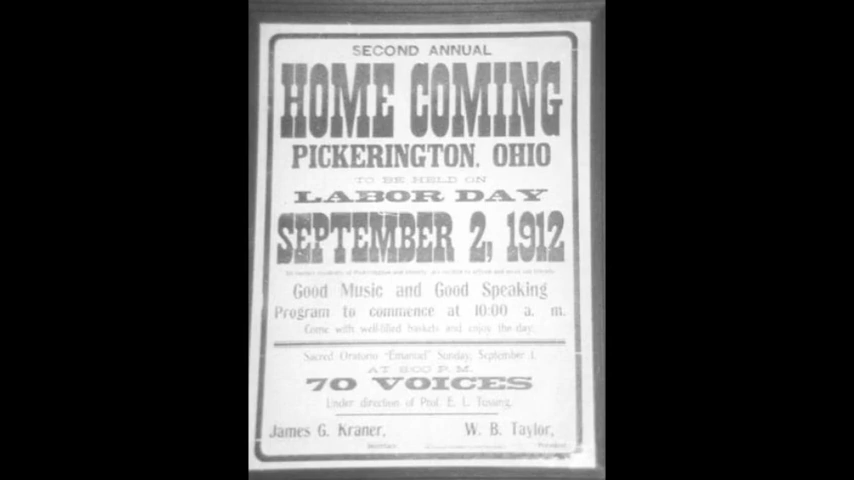 SECOND ANNUAL
HOME COMING
PICKERINGTON, OHIO
TO BE HELD ON
LABOR DAY
SEPTEMBER 2, 1912
Good Music and Good Speaking
Program to commence at 10:00 a. m.
Come with well-filled baskets and enjoy the day.
Sacred Oratorio "Emanuel" Sunday, September 1,
AT 8:00 P. M.
70 VOICES
Under direction of Prof. E. L. Tussing.
James G. Kraner, W. B. Taylor,
Secretary. President.